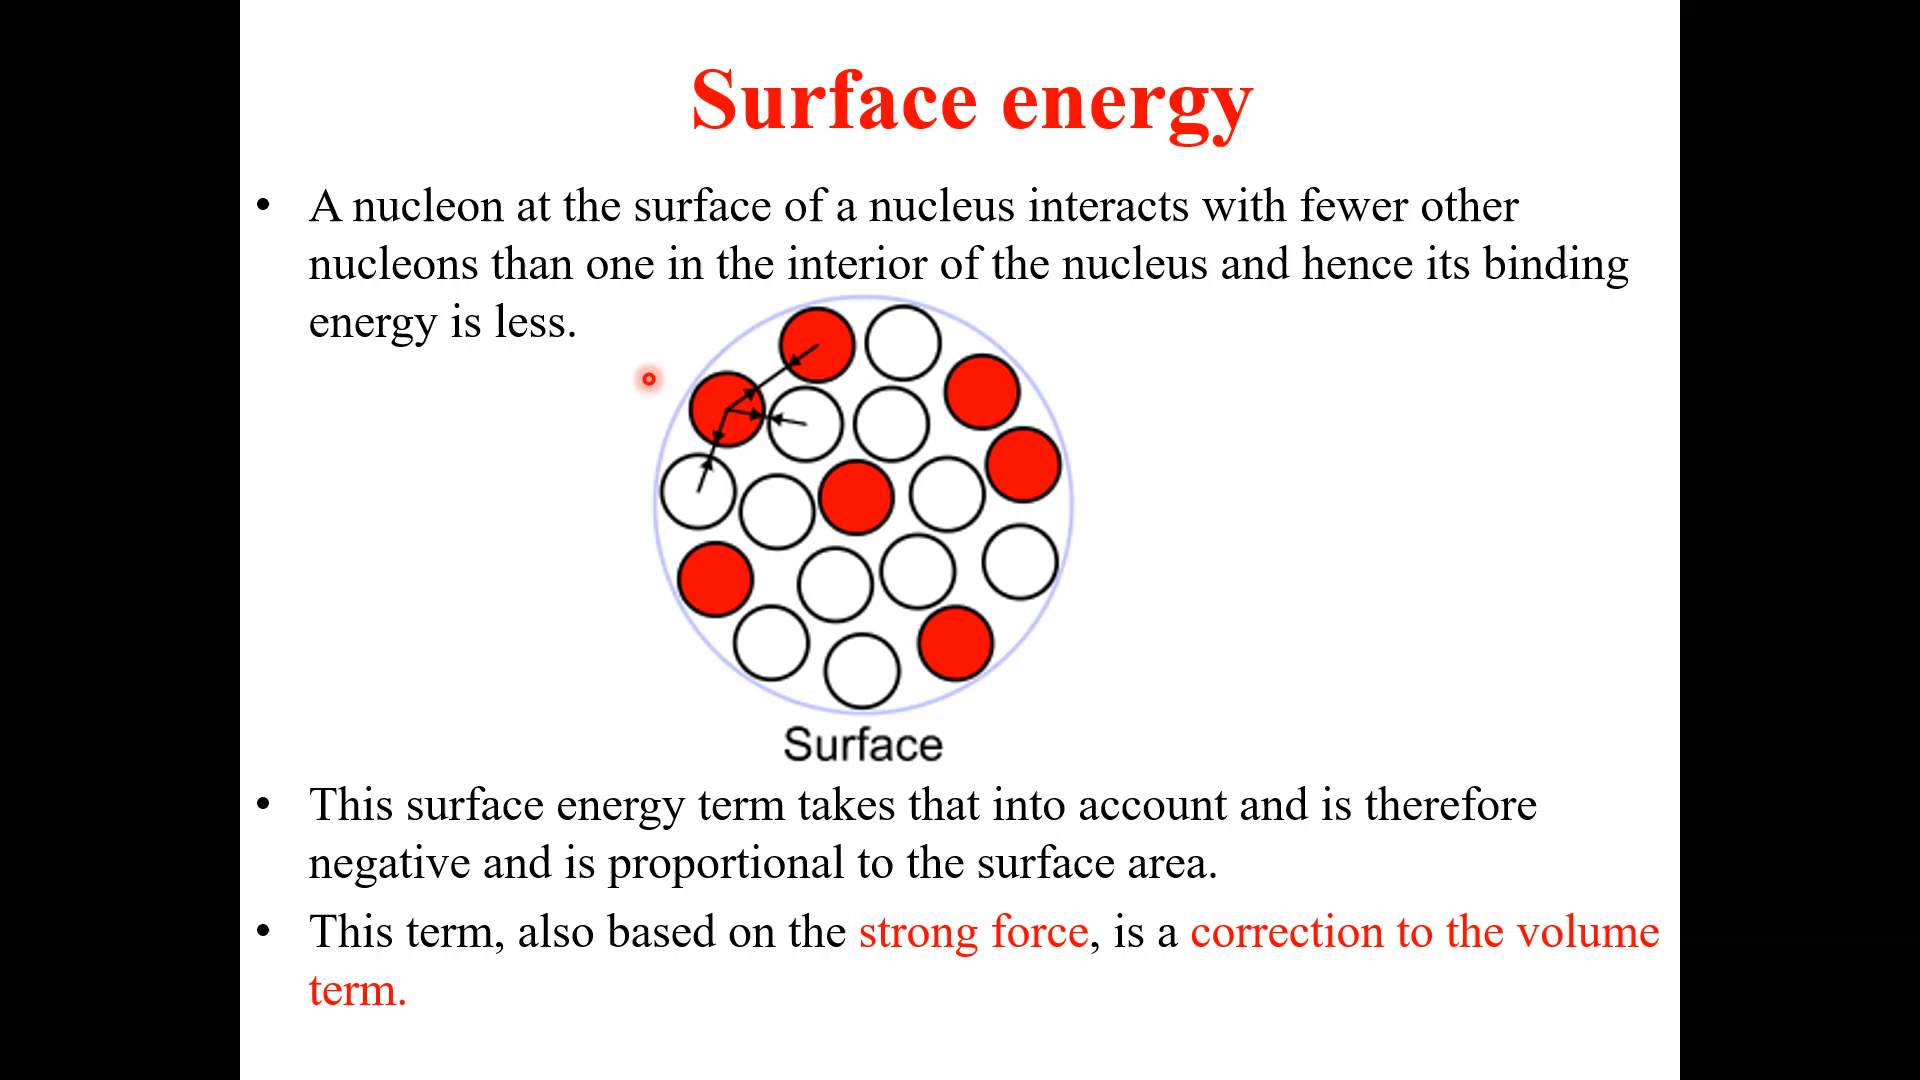 Surface energy
• A nucleon at the surface of a nucleus interacts with fewer other
nucleons than one in the interior of the nucleus and hence its binding
energy is less.
Surface
• This surface energy term takes that into account and is therefore
negative and is proportional to the surface area.
• This term, also based on the strong force, is a correction to the volume
term.